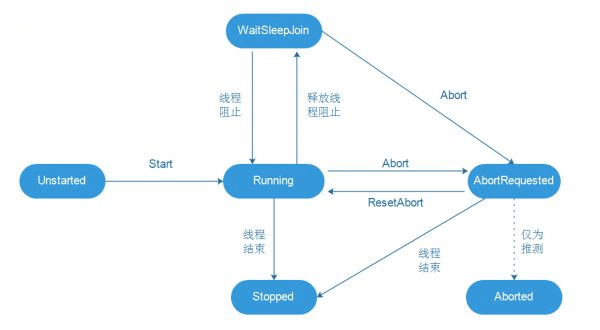 WaitSleepJoin
线程
阻止
释放线
程阻止
Abort
Start
Abort
Unstarted
Running
AbortRequested
ResetAbort
线程
结束
线程
结束
仅为
推测
Stopped
Aborted